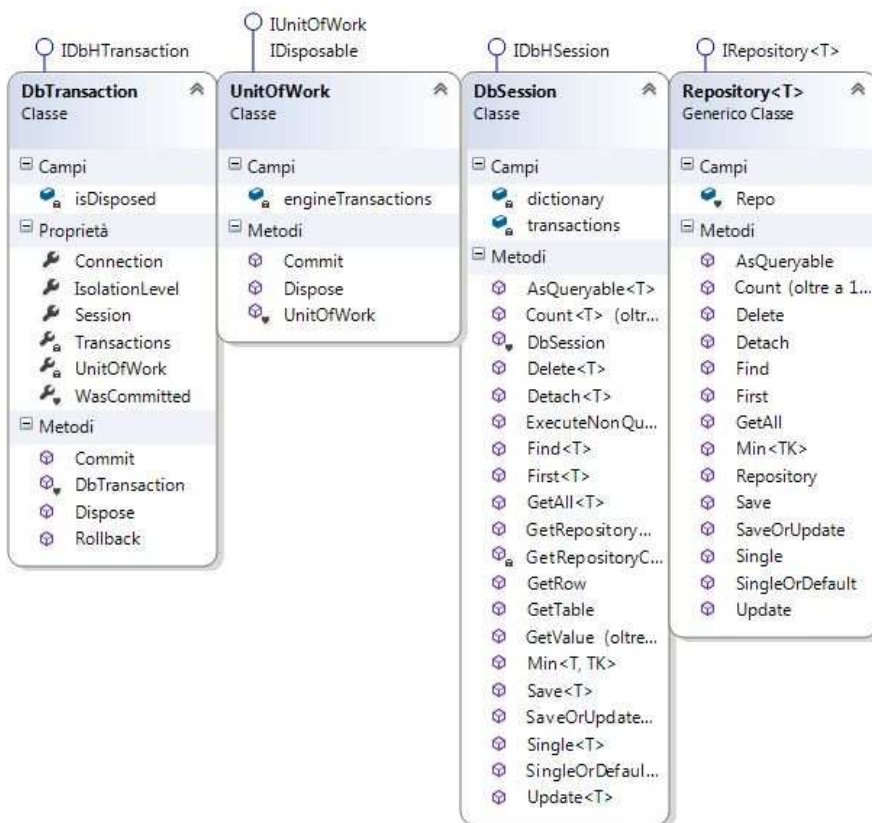 IDbHTransaction
DbTransaction
Classe
Campi
isDisposed
Proprietà
Connection
IsolationLevel
Session
Transactions
UnitOfWork
WasCommitted
Metodi
Commit
DbTransaction
Dispose
Rollback
IUnitOfWork
IDisposable
UnitOfWork
Classe
Campi
engineTransactions
Metodi
Commit
Dispose
UnitOfWork
IDbHSession
DbSession
Classe
Campi
dictionary
transactions
Metodi
AsQueryable<T>
Count<T> (oltr...
DbSession
Delete<T>
Detach<T>
ExecuteNonQu...
Find<T>
First<T>
GetAll<T>
GetRepository...
GetRepositoryC...
GetRow
GetTable
GetValue (oltre...
Min<T, TK>
Save<T>
SaveOrUpdate...
Single<T>
SingleOrDefaul...
Update<T>
IRepository<T>
Repository<T>
Generico Classe
Campi
Repo
Metodi
AsQueryable
Count (oltre a 1...
Delete
Detach
Find
First
GetAll
Min<TK>
Repository
Save
SaveOrUpdate
Single
SingleOrDefault
Update